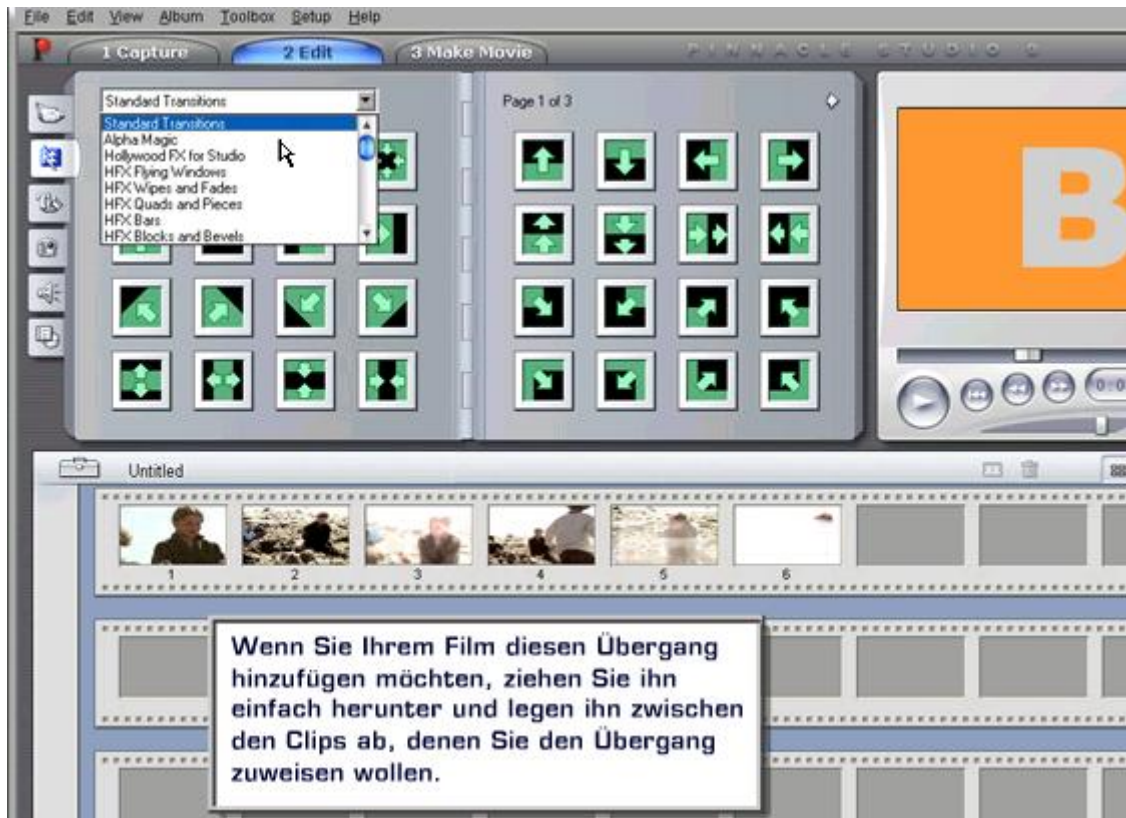 File Edit View Album Toolbox Setup Help
1 Capture 2 Edit 3 Make Movie PINNACLE STUDIO 9
Standard Transitions
Page 1 of 3
Standard Transitions
Alpha Magic
Hollywood FX for Studio
HFX Flying Windows
HFX Wipes and Fades
HFX Quads and Pieces
HFX Bars
HFX Blocks and Bevels
B
0:0
Untitled
1 2 3 4 5 6
Wenn Sie Ihrem Film diesen Übergang
hinzufügen möchten, ziehen Sie ihn
einfach herunter und legen ihn zwischen
den Clips ab, denen Sie den Übergang
zuweisen wollen.